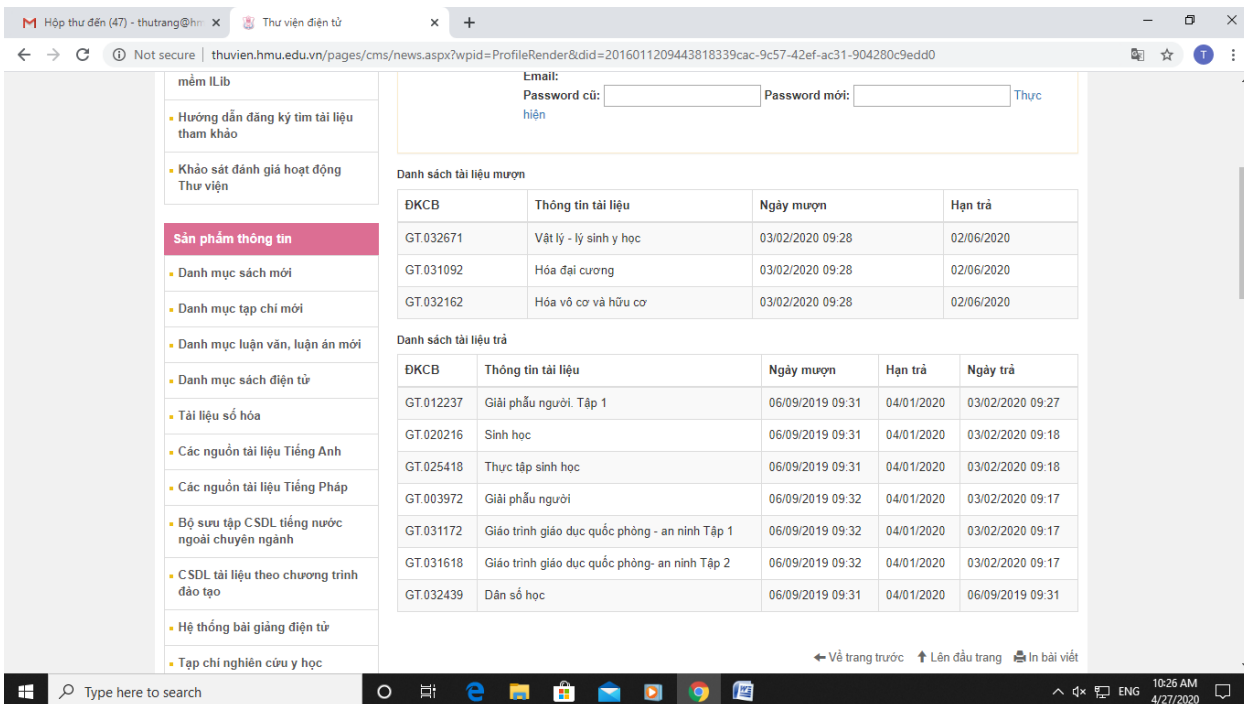 Hộp thư đến (47) - thutrang@hm
Thư viện điện tử
Not secure | thuvien.hmu.edu.vn/pages/cms/news.aspx?wpid=ProfileRender&did=2016011209443818339cac-9c57-42ef-ac31-904280c9edd0
T
mềm ILib
Hướng dẫn đăng ký tìm tài liệu
tham khảo
Khảo sát đánh giá hoạt động
Thư viện
Sản phẩm thông tin
Danh mục sách mới
Danh mục tạp chí mới
Danh mục luận văn, luận án mới
Danh mục sách điện tử
Tài liệu số hóa
Các nguồn tài liệu Tiếng Anh
Các nguồn tài liệu Tiếng Pháp
Bộ sưu tập CSDL tiếng nước
ngoài chuyên ngành
CSDL tài liệu theo chương trình
đào tạo
Hệ thống bài giảng điện tử
Tạp chí nghiên cứu y học
Email:
Password cũ: Password mới: Thực
hiện
Danh sách tài liệu mượn
ĐKCB Thông tin tài liệu Ngày mượn Hạn trả
GT.032671 Vật lý - lý sinh y học 03/02/2020 09:28 02/06/2020
GT.031092 Hóa đại cương 03/02/2020 09:28 02/06/2020
GT.032162 Hóa vô cơ và hữu cơ 03/02/2020 09:28 02/06/2020
Danh sách tài liệu trả
ĐKCB Thông tin tài liệu Ngày mượn Hạn trả Ngày trả
GT.012237 Giải phẫu người. Tập 1 06/09/2019 09:31 04/01/2020 03/02/2020 09:27
GT.020216 Sinh học 06/09/2019 09:31 04/01/2020 03/02/2020 09:18
GT.025418 Thực tập sinh học 06/09/2019 09:31 04/01/2020 03/02/2020 09:18
GT.003972 Giải phẫu người 06/09/2019 09:32 04/01/2020 03/02/2020 09:17
GT.031172 Giáo trình giáo dục quốc phòng - an ninh Tập 1 06/09/2019 09:32 04/01/2020 03/02/2020 09:17
GT.031618 Giáo trình giáo dục quốc phòng- an ninh Tập 2 06/09/2019 09:32 04/01/2020 03/02/2020 09:17
GT.032439 Dân số học 06/09/2019 09:31 04/01/2020 06/09/2019 09:31
Về trang trước Lên đầu trang In bài viết
Type here to search
ENG
10:26 AM
4/27/2020